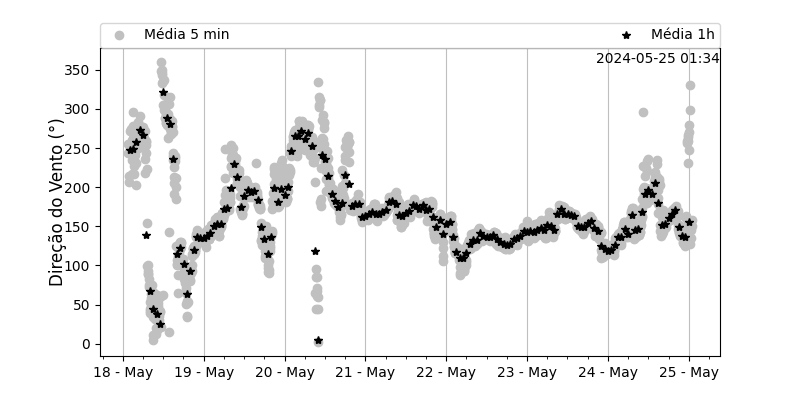 Média 5 min
Média 1h
2024-05-25 01:34
Direção do Vento (°)
350
300
250
200
150
100
50
0
18 - May
19 - May
20 - May
21 - May
22 - May
23 - May
24 - May
25 - May